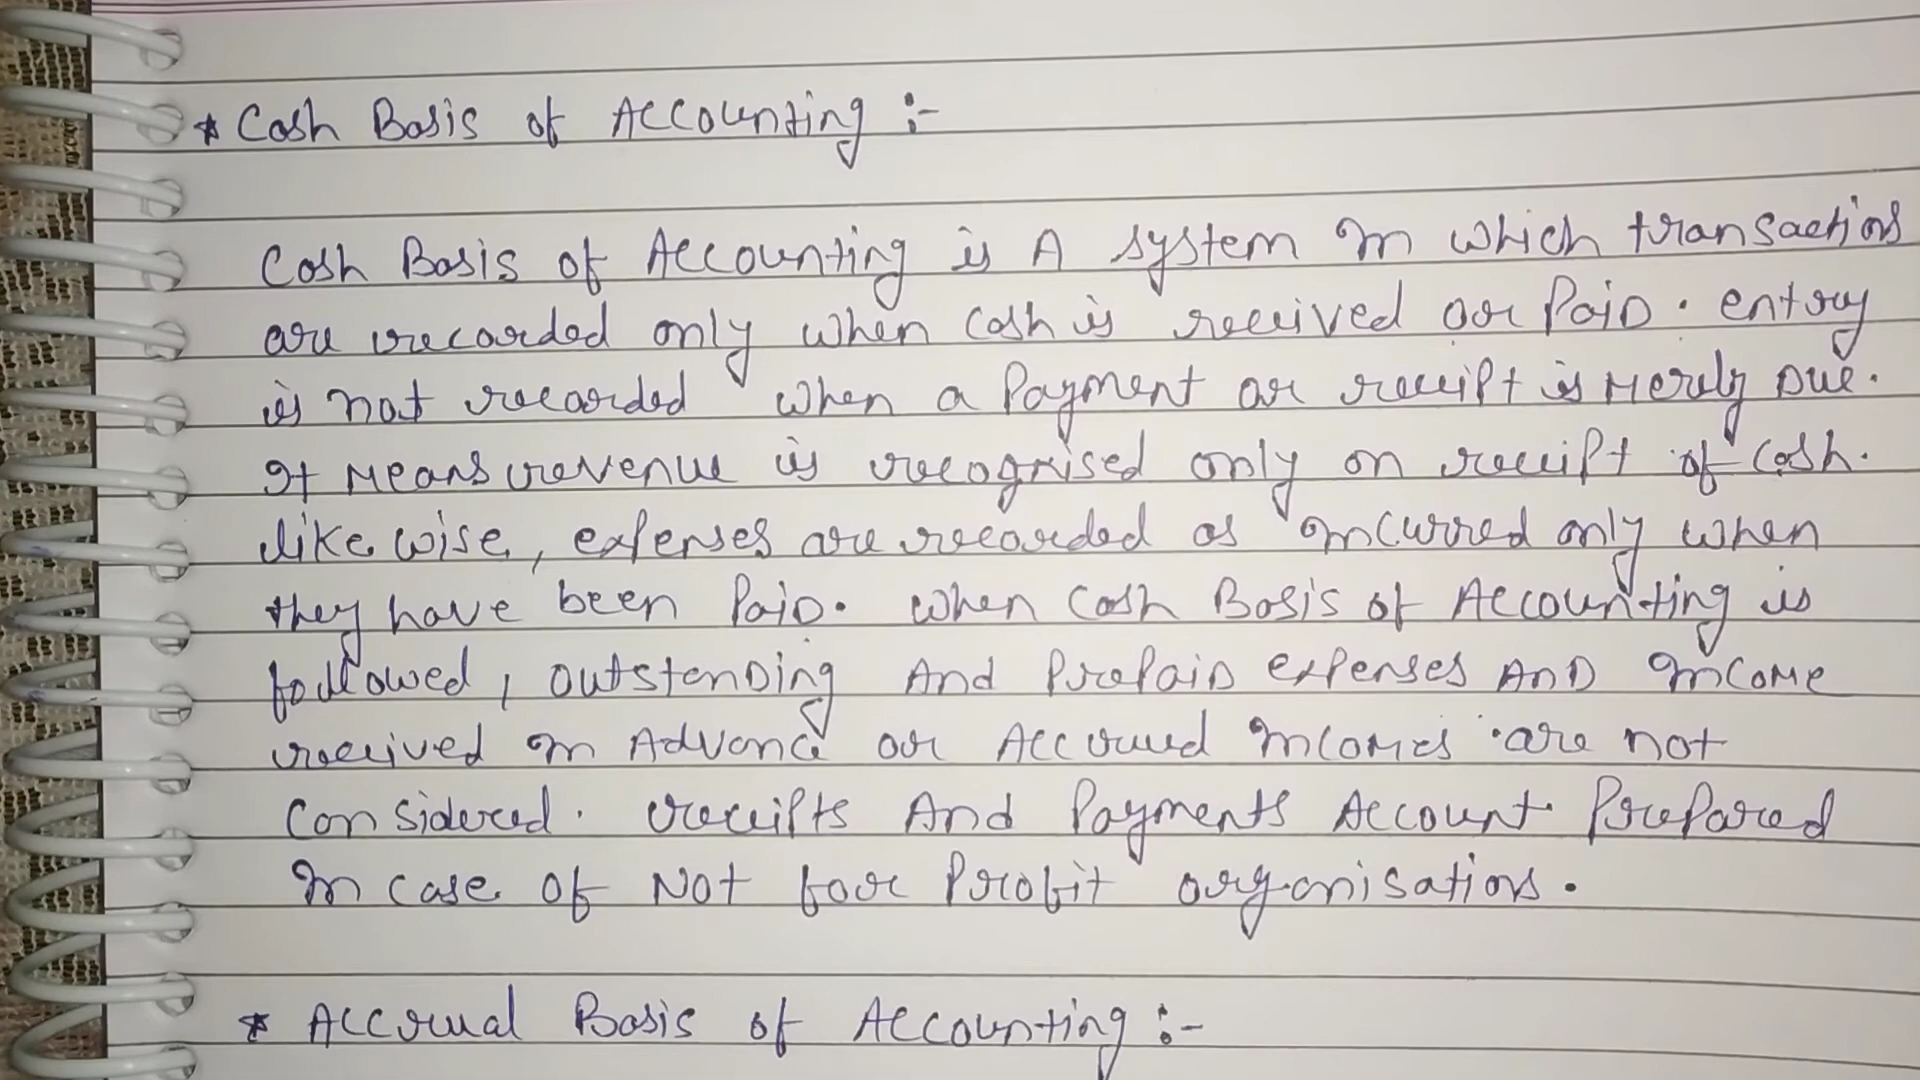 * Cash Basis of Accounting :-
Cash Basis of Accounting is A system In which transactions
are recorded only when cash is received or Paid. entry
is not recorded when a Payment or receipt is Merely Due.
It Means revenue is recognised only on receipt of cash.
like wise, expenses are recorded as Incurred only when
they have been Paid. when cash Basis of Accounting is
followed, outstending And Prepaid expenses AND Income
received In Advance or Accrued Incomes are not
Considered. receipts And Payments Account Prepared
In case of Not for Profit organisations.
* Accrual Basis of Accounting :-